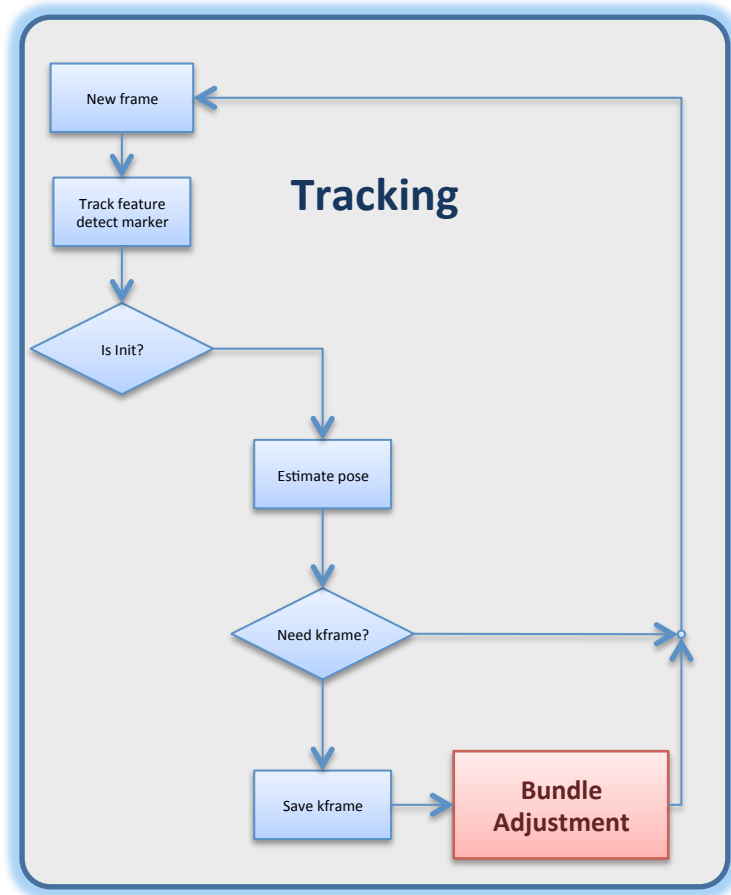 New frame
Tracking
Track feature
detect marker
Is Init?
Estimate pose
Need kframe?
Save kframe
Bundle
Adjustment